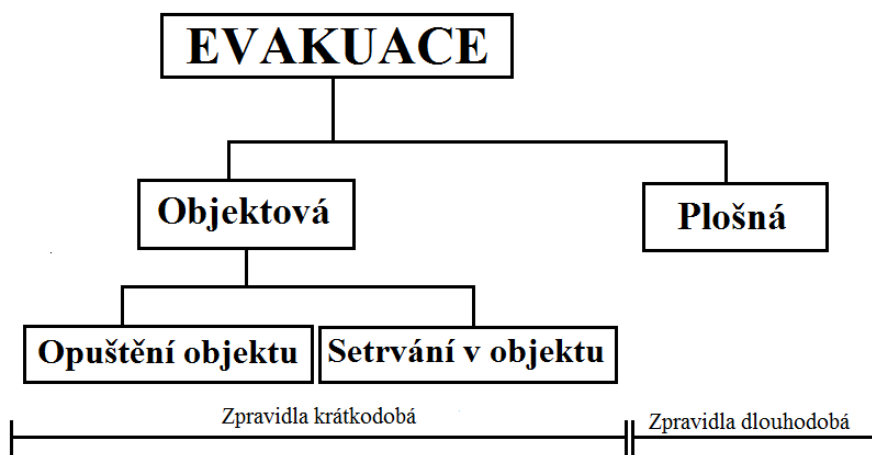 EVAKUACE
Objektová
Plošná
Opuštění objektu
Setrvání v objektu
Zpravidla krátkodobá
Zpravidla dlouhodobá